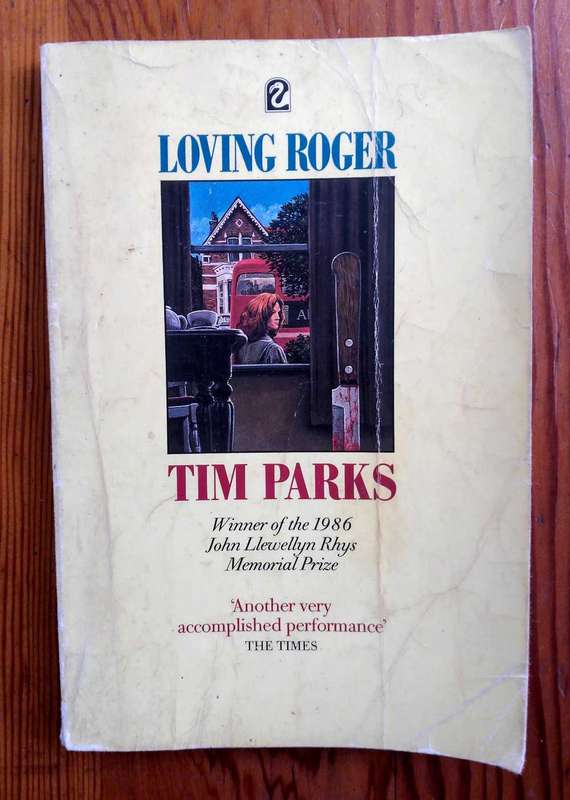 LOVING ROGER
TIM PARKS
Winner of the 1986
John Llewellyn Rhys
Memorial Prize
‘Another very
accomplished performance’
THE TIMES